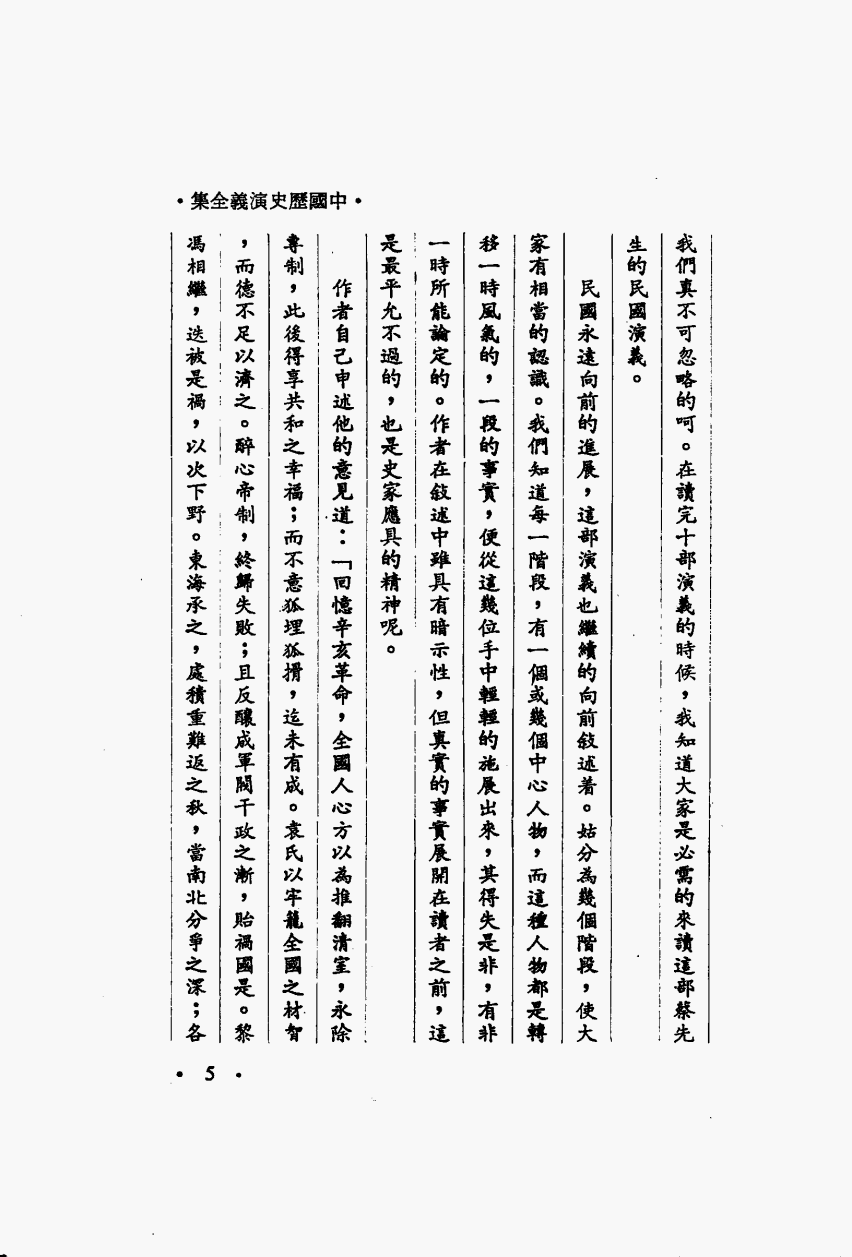 •集全義演史歷國中•
我們真不可忽略的呵。在讀完十部演義的時候，我知道大家是必需的來讀這部蔡先
生的民國演義。
民國永遠向前的進展，這部演義也繼續的向前敍述着。姑分為幾個階段，使大
家有相當的認識。我們知道每一階段，有一個或幾個中心人物，而這種人物都是轉
移一時風氣的，一段的事實，便從這幾位手中輕輕的施展出來，其得失是非，有非
一時所能論定的。作者在敍述中雖具有暗示性，但真實的事實展開在讀者之前，這
是最平允不過的，也是史家應具的精神呢。
作者自己申述他的意見道：「回憶辛亥革命，全國人心方以為推翻清室，永除
專制，此後得享共和之幸福；而不意狐埋狐搰，迄未有成。袁氏以牢籠全國之材智
，而德不足以濟之。醉心帝制，終歸失敗；且反釀成軍閥干政之漸，貽禍國是。黎
馮相繼，迭被是禍，以次下野。東海承之，處積重難返之秋，當南北分爭之深；各
• 5 •